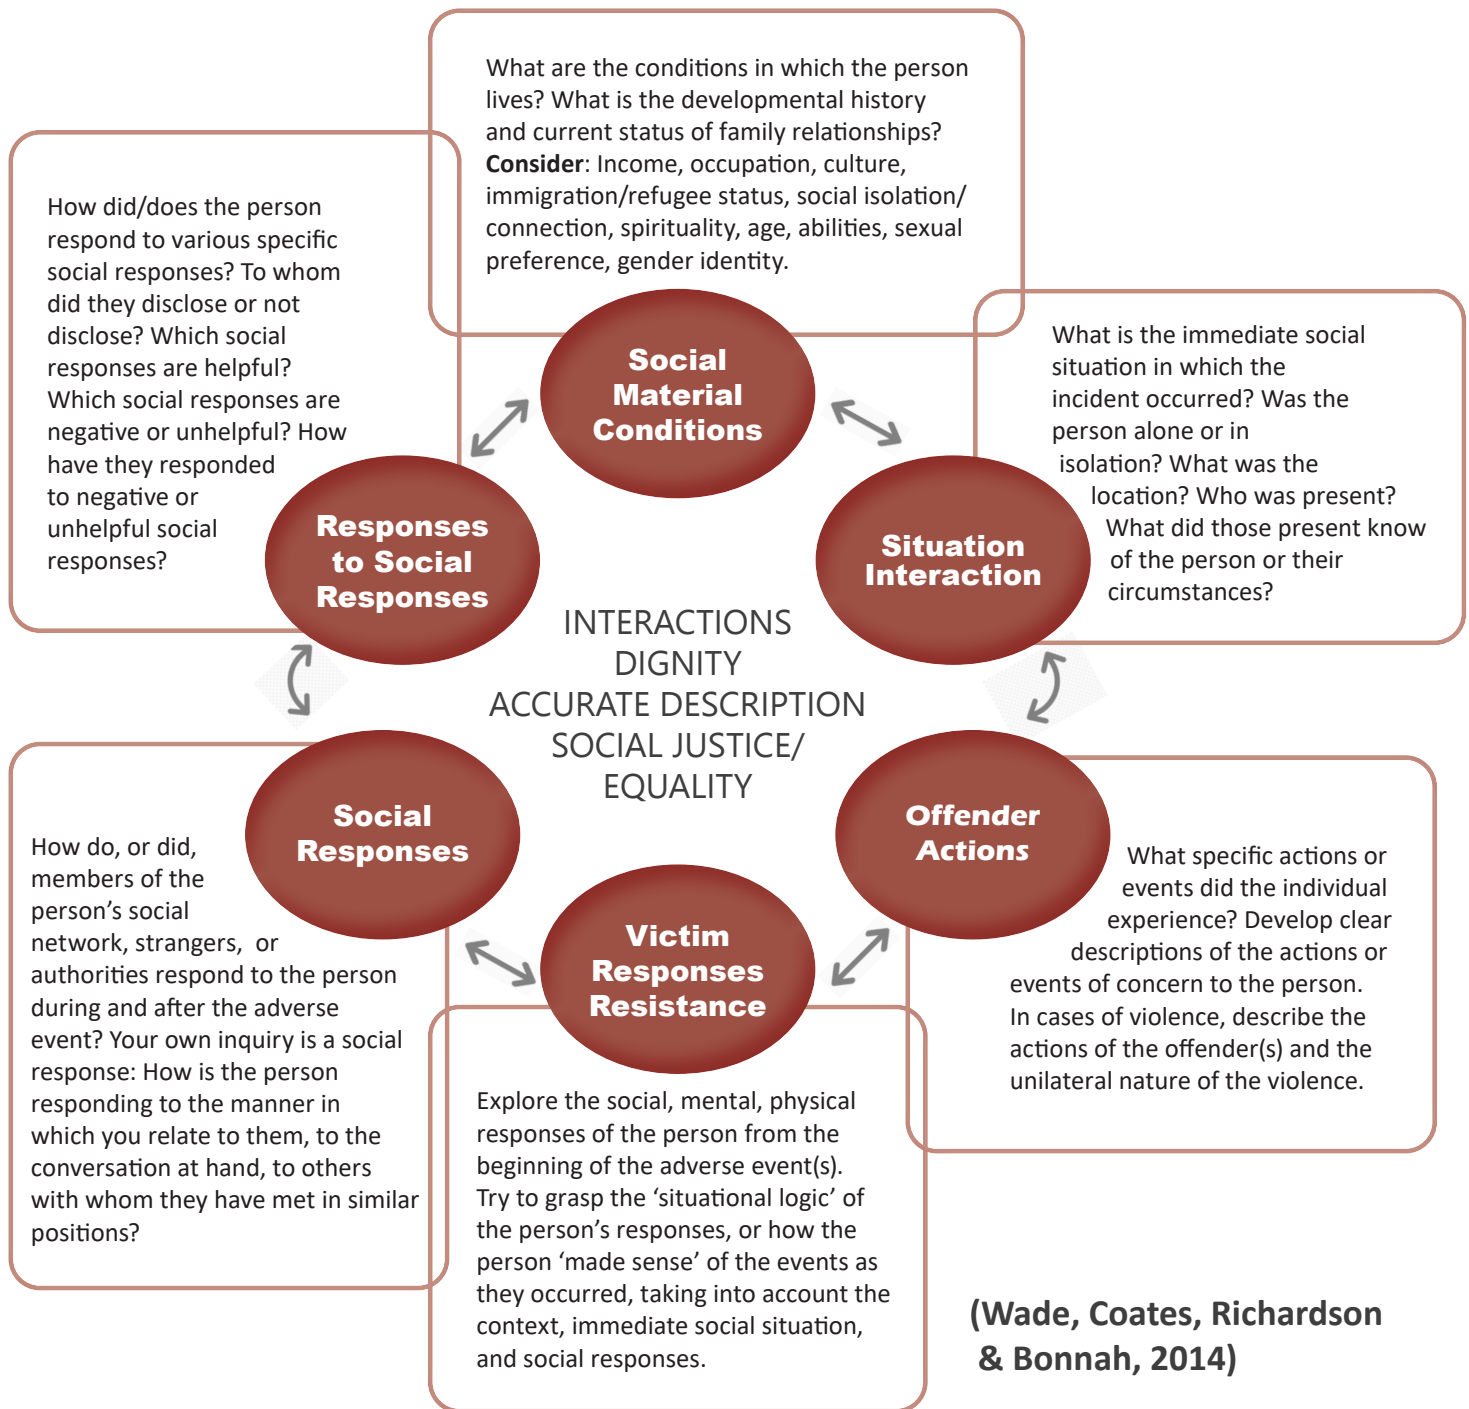 What are the conditions in which the person
lives? What is the developmental history
and current status of family relationships?
Consider: Income, occupation, culture,
immigration/refugee status, social isolation/
connection, spirituality, age, abilities, sexual
preference, gender identity.
Social
Material
Conditions
What is the immediate social
situation in which the
incident occurred? Was the
person alone or in
isolation? What was the
location? Who was present?
What did those present know
of the person or their
circumstances?
Situation
Interaction
What specific actions or
events did the individual
experience? Develop clear
descriptions of the actions or
events of concern to the person.
In cases of violence, describe the
actions of the offender(s) and the
unilateral nature of the violence.
Offender
Actions
Victim
Responses
Resistance
Explore the social, mental, physical
responses of the person from the
beginning of the adverse event(s).
Try to grasp the ‘situational logic’ of
the person’s responses, or how the
person ‘made sense’ of the events as
they occurred, taking into account the
context, immediate social situation,
and social responses.
Social
Responses
How do, or did,
members of the
person’s social
network, strangers, or
authorities respond to the person
during and after the adverse
event? Your own inquiry is a social
response: How is the person
responding to the manner in
which you relate to them, to the
conversation at hand, to others
with whom they have met in similar
positions?
How did/does the person
respond to various specific
social responses? To whom
did they disclose or not
disclose? Which social
responses are helpful?
Which social responses are
negative or unhelpful? How
have they responded
to negative or
unhelpful social
responses?
Responses
to Social
Responses
INTERACTIONS
DIGNITY
ACCURATE DESCRIPTION
SOCIAL JUSTICE/
EQUALITY
(Wade, Coates, Richardson
& Bonnah, 2014)